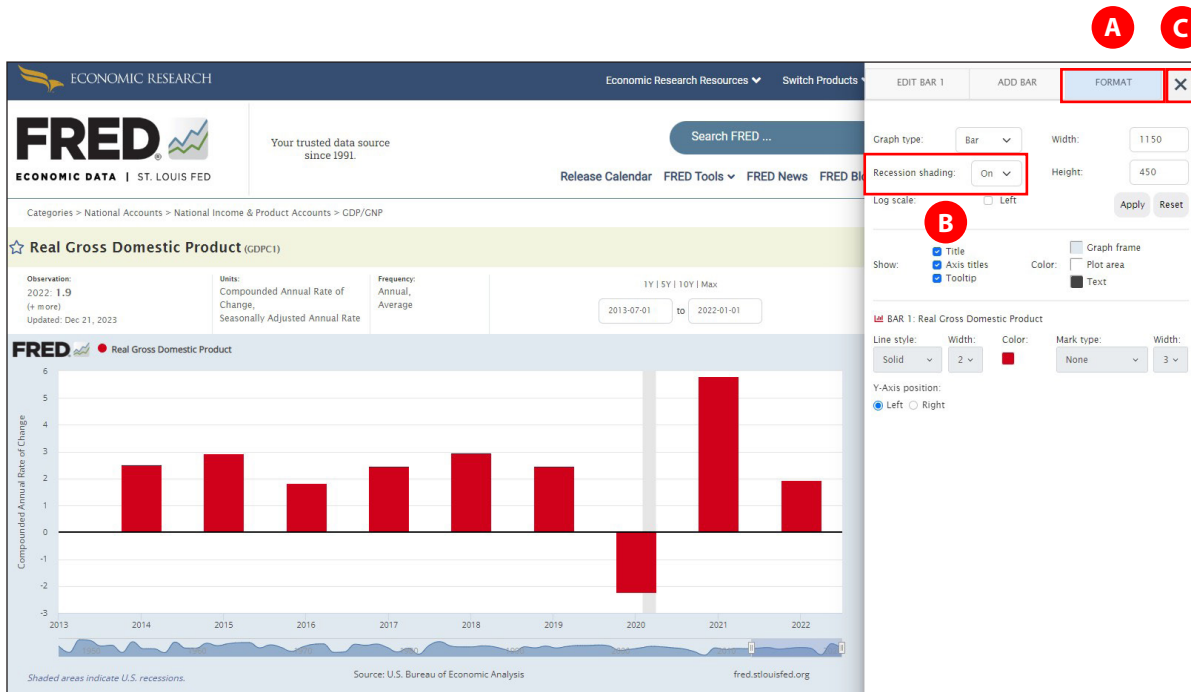 A
C
ECONOMIC RESEARCH
Economic Research Resources
Switch Products
EDIT BAR 1
ADD BAR
FORMAT
FRED
ECONOMIC DATA | ST. LOUIS FED
Your trusted data source
since 1991.
Search FRED ...
Release Calendar
FRED Tools
FRED News
FRED Bl
Graph type:
Bar
Width:
1150
Recession shading:
On
Height:
450
Log scale:
Left
Apply
Reset
B
Categories > National Accounts > National Income & Product Accounts > GDP/GNP
Real Gross Domestic Product (GDPC1)
Show:
Title
Axis titles
Tooltip
Color:
Graph frame
Plot area
Text
Observation:
2022: 1.9
(+ more)
Updated: Dec 21, 2023
Units:
Compounded Annual Rate of
Change,
Seasonally Adjusted Annual Rate
Frequency:
Annual,
Average
1Y | 5Y | 10Y | Max
2013-07-01
to
2022-01-01
BAR 1: Real Gross Domestic Product
Line style:
Width:
Color:
Mark type:
Width:
Solid
2
None
3
Y-Axis position:
Left
Right
FRED
Real Gross Domestic Product
Compounded Annual Rate of Change
6
5
4
3
2
1
0
-1
-2
-3
2013
2014
2015
2016
2017
2018
2019
2020
2021
2022
Shaded areas indicate U.S. recessions.
Source: U.S. Bureau of Economic Analysis
fred.stlouisfed.org